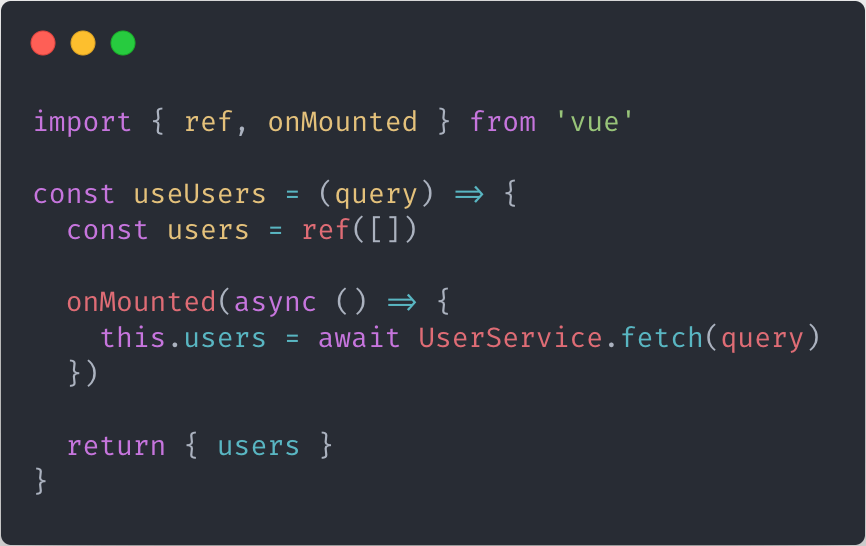 import { ref, onMounted } from 'vue'
const useUsers = (query) => {
  const users = ref([])
  onMounted(async () => {
    this.users = await UserService.fetch(query)
  })
  return { users }
}